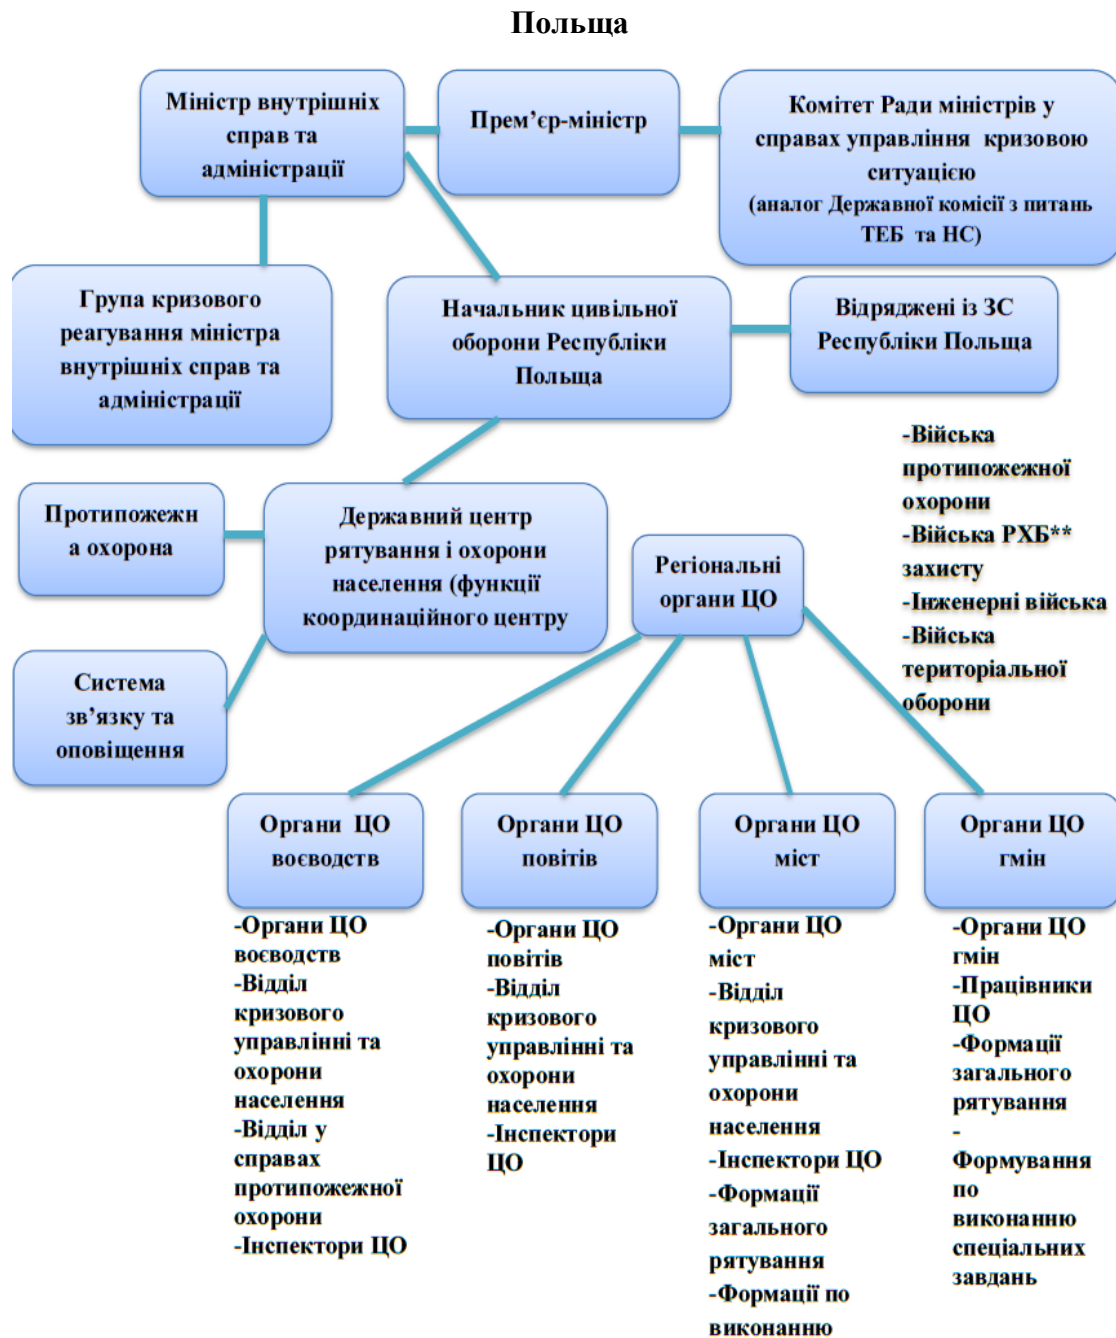 Польща
Міністр внутрішніх
справ та
адміністрації
Прем’єр-міністр
Комітет Ради міністрів у
справах управління кризовою
ситуацією
(аналог Державної комісії з питань
ТЕБ та НС)
Група кризового
реагування міністра
внутрішніх справ та
адміністрації
Начальник цивільної
оборони Республіки
Польща
Відряджені із ЗС
Республіки Польща
-Війська
протипожежної
охорони
-Війська РХБ**
захисту
-Інженерні війська
-Війська
територіальної
оборони
Протипожежн
а охорона
Державний центр
рятування і охорони
населення (функції
координаційного центру
Регіональні
органи ЦО
Система
зв’язку та
оповіщення
Органи ЦО
воєводств
Органи ЦО
повітів
Органи ЦО
міст
Органи ЦО
гмін
-Органи ЦО
воєводств
-Відділ
кризового
управлінні та
охорони
населення
-Відділ у
справах
протипожежної
охорони
-Інспектори ЦО
-Органи ЦО
повітів
-Відділ
кризового
управлінні та
охорони
населення
-Інспектори
ЦО
-Органи ЦО
міст
-Відділ
кризового
управлінні та
охорони
населення
-Інспектори ЦО
-Формації
загального
рятування
-Формації по
виконанню
-Органи ЦО
гмін
-Працівники
ЦО
-Формації
загального
рятування
-
Формування
по
виконанню
спеціальних
завдань